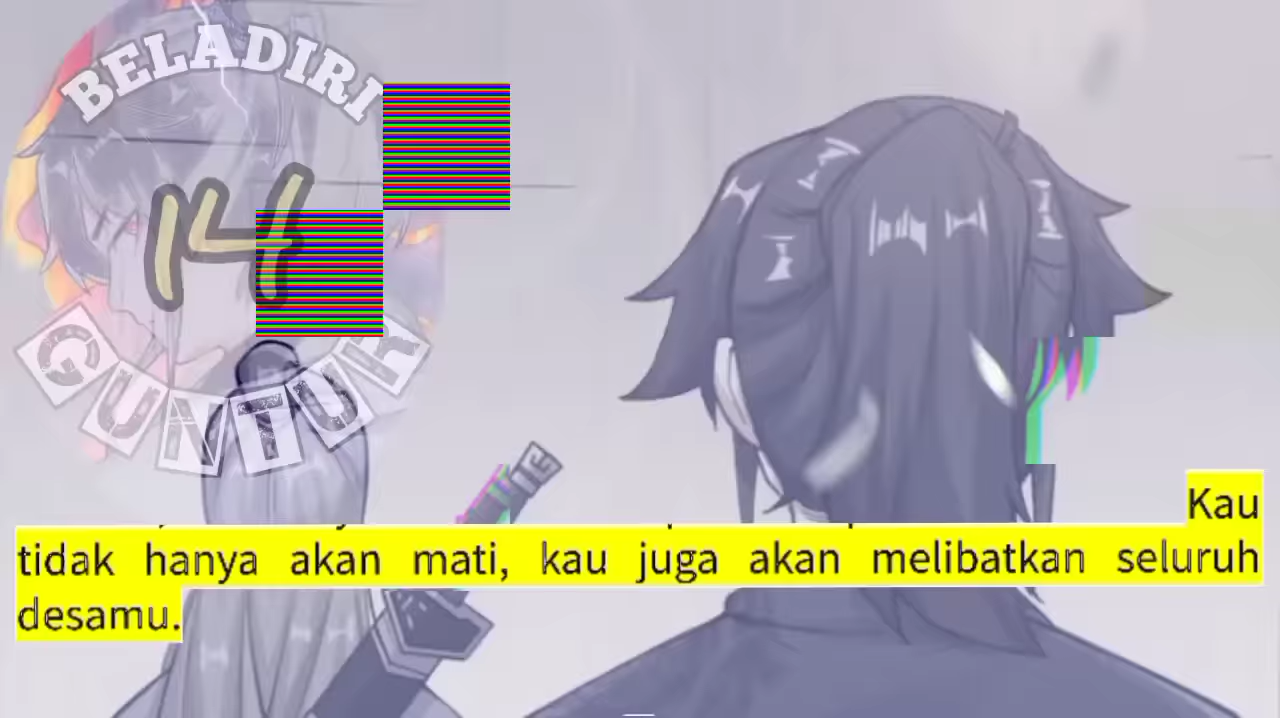 BELADIRI
14
GUNTUR
Kau
tidak hanya akan mati, kau juga akan melibatkan seluruh
desamu.